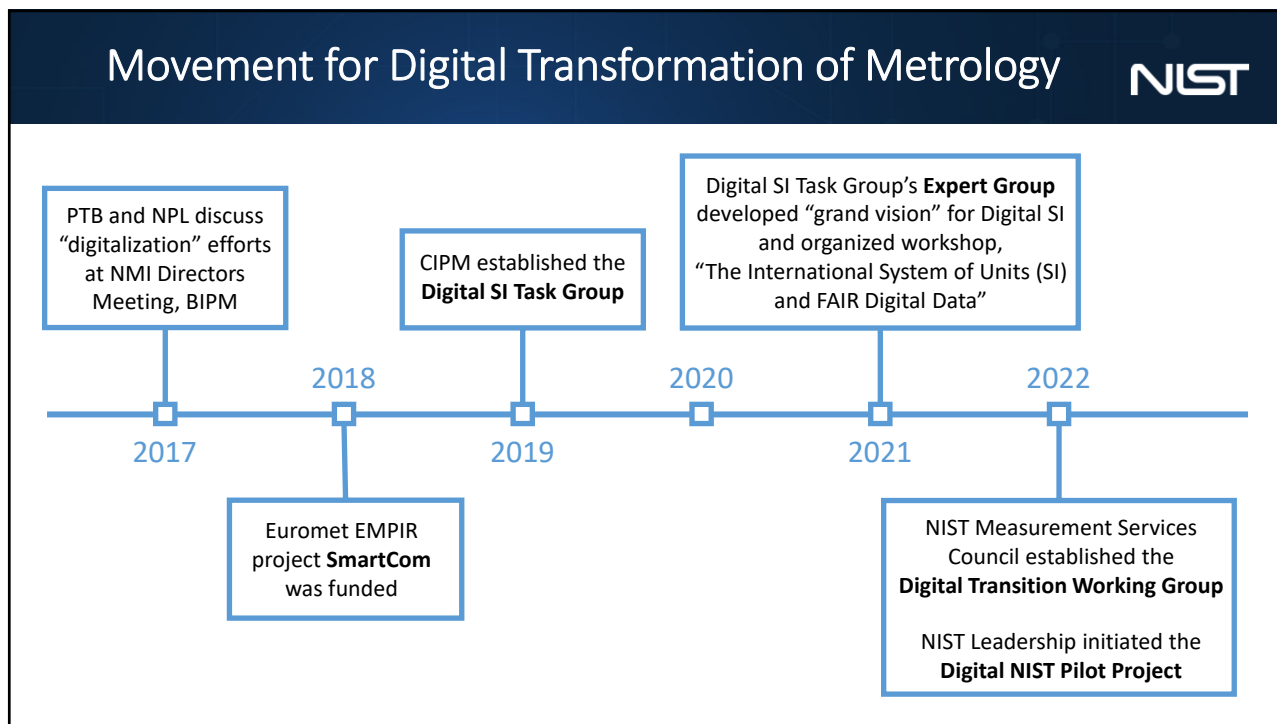 Movement for Digital Transformation of Metrology
NIST
PTB and NPL discuss
“digitalization” efforts
at NMI Directors
Meeting, BIPM
CIPM established the
Digital SI Task Group
Digital SI Task Group’s Expert Group
developed “grand vision” for Digital SI
and organized workshop,
“The International System of Units (SI)
and FAIR Digital Data”
2018
2020
2022
2017
2019
2021
Euromet EMPIR
project SmartCom
was funded
NIST Measurement Services
Council established the
Digital Transition Working Group
NIST Leadership initiated the
Digital NIST Pilot Project